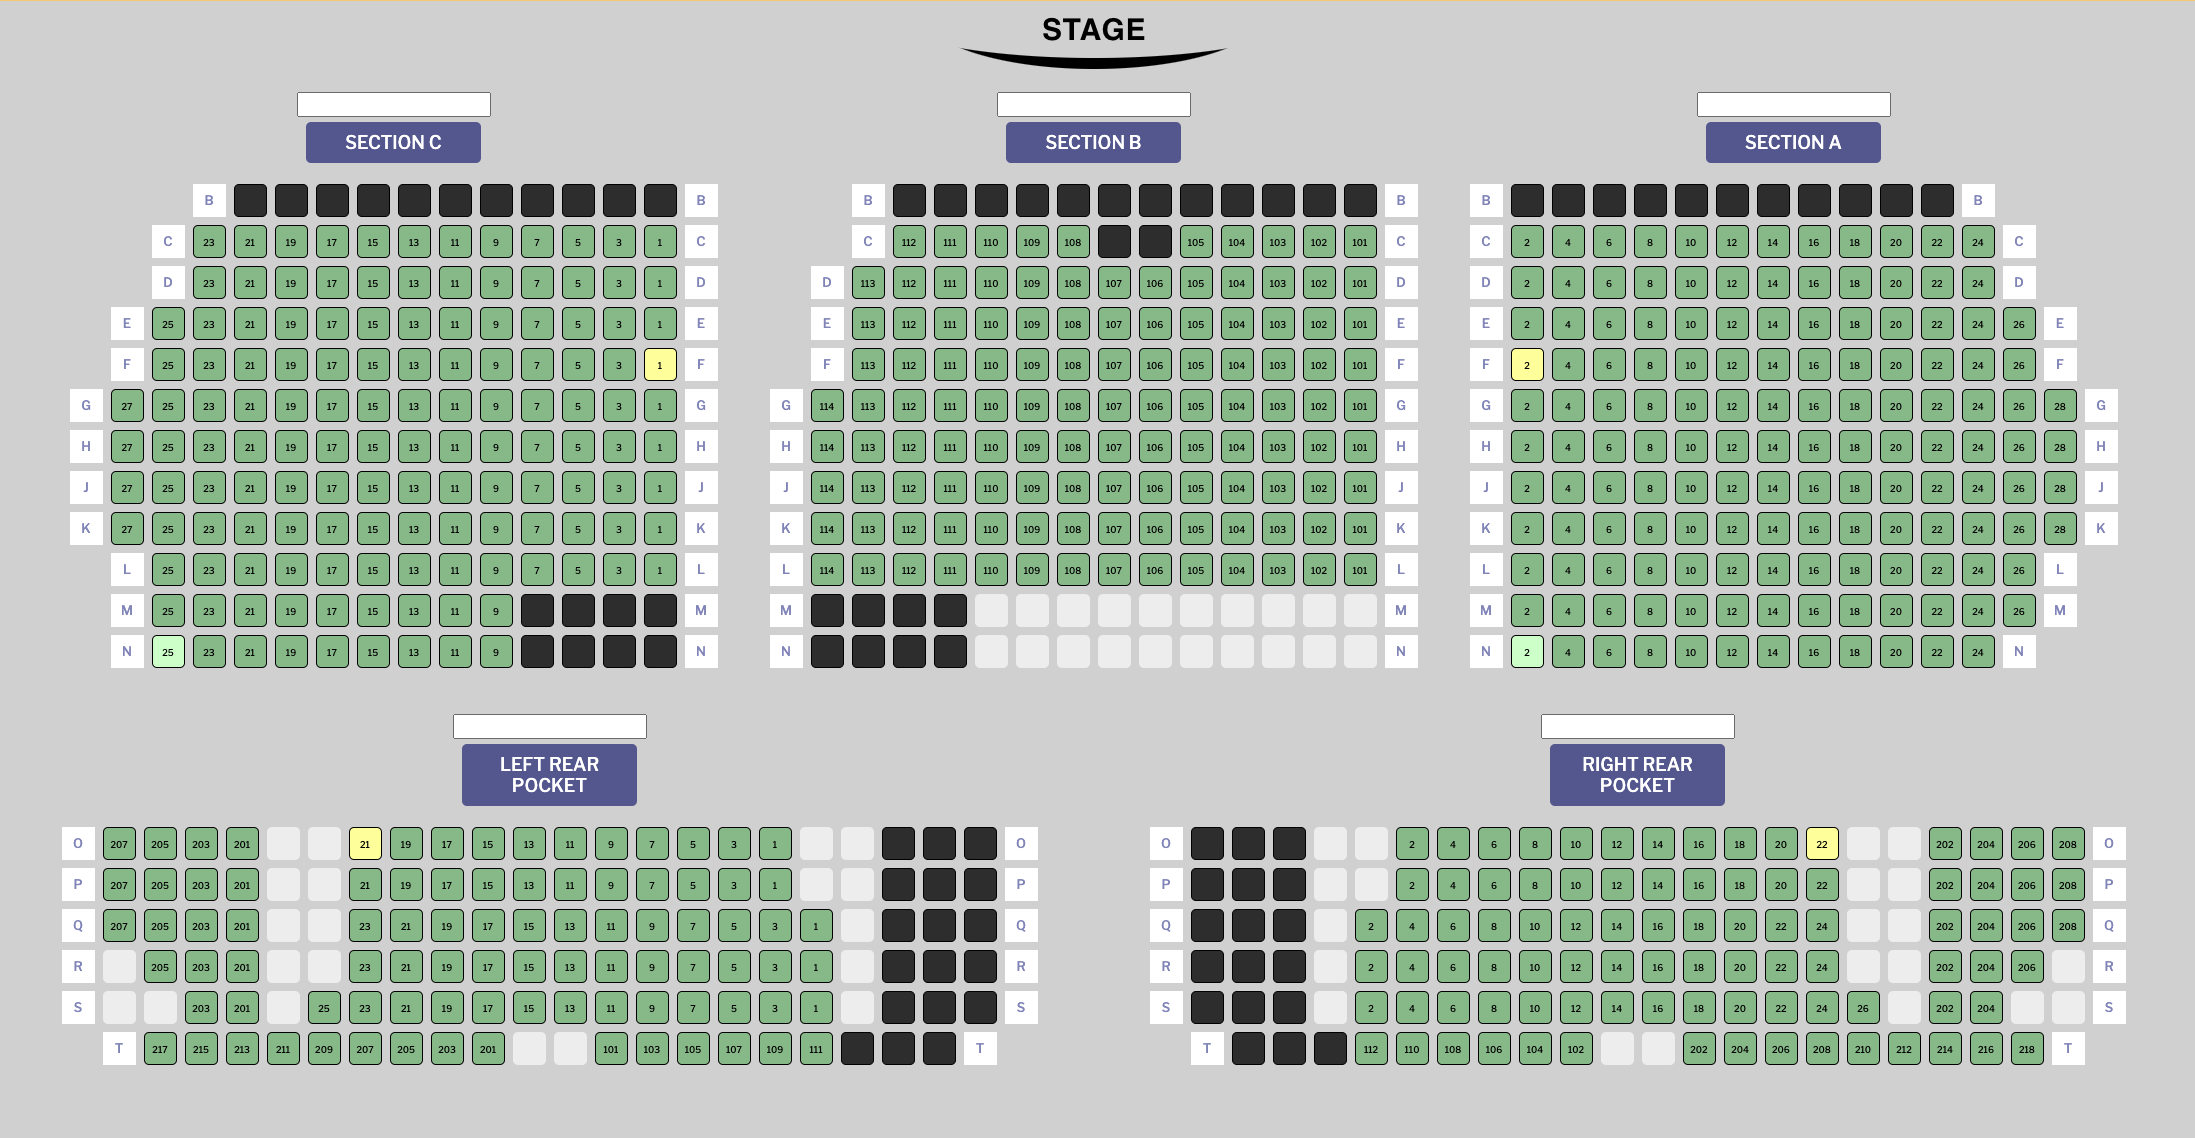 STAGE
SECTION C
SECTION B
SECTION A
B B B B B B
C 23 21 19 17 15 13 11 9 7 5 3 1 C C 112 111 110 109 108 105 104 103 102 101 C C 2 4 6 8 10 12 14 16 18 20 22 24 C
D 23 21 19 17 15 13 11 9 7 5 3 1 D D 113 112 111 110 109 108 107 106 105 104 103 102 101 D D 2 4 6 8 10 12 14 16 18 20 22 24 D
E 25 23 21 19 17 15 13 11 9 7 5 3 1 E E 113 112 111 110 109 108 107 106 105 104 103 102 101 E E 2 4 6 8 10 12 14 16 18 20 22 24 26 E
F 25 23 21 19 17 15 13 11 9 7 5 3 1 F F 113 112 111 110 109 108 107 106 105 104 103 102 101 F F 2 4 6 8 10 12 14 16 18 20 22 24 26 F
G 27 25 23 21 19 17 15 13 11 9 7 5 3 1 G G 114 113 112 111 110 109 108 107 106 105 104 103 102 101 G G 2 4 6 8 10 12 14 16 18 20 22 24 26 28 G
H 27 25 23 21 19 17 15 13 11 9 7 5 3 1 H H 114 113 112 111 110 109 108 107 106 105 104 103 102 101 H H 2 4 6 8 10 12 14 16 18 20 22 24 26 28 H
J 27 25 23 21 19 17 15 13 11 9 7 5 3 1 J J 114 113 112 111 110 109 108 107 106 105 104 103 102 101 J J 2 4 6 8 10 12 14 16 18 20 22 24 26 28 J
K 27 25 23 21 19 17 15 13 11 9 7 5 3 1 K K 114 113 112 111 110 109 108 107 106 105 104 103 102 101 K K 2 4 6 8 10 12 14 16 18 20 22 24 26 28 K
L 25 23 21 19 17 15 13 11 9 7 5 3 1 L L 114 113 112 111 110 109 108 107 106 105 104 103 102 101 L L 2 4 6 8 10 12 14 16 18 20 22 24 26 L
M 25 23 21 19 17 15 13 11 9 M M M M 2 4 6 8 10 12 14 16 18 20 22 24 26 M
N 25 23 21 19 17 15 13 11 9 N N N N 2 4 6 8 10 12 14 16 18 20 22 24 N
LEFT REAR
POCKET
RIGHT REAR
POCKET
O 207 205 203 201 21 19 17 15 13 11 9 7 5 3 1 O O 2 4 6 8 10 12 14 16 18 20 22 202 204 206 208 O
P 207 205 203 201 21 19 17 15 13 11 9 7 5 3 1 P P 2 4 6 8 10 12 14 16 18 20 22 202 204 206 208 P
Q 207 205 203 201 23 21 19 17 15 13 11 9 7 5 3 1 Q Q 2 4 6 8 10 12 14 16 18 20 22 24 202 204 206 208 Q
R 205 203 201 23 21 19 17 15 13 11 9 7 5 3 1 R R 2 4 6 8 10 12 14 16 18 20 22 24 202 204 206 R
S 203 201 25 23 21 19 17 15 13 11 9 7 5 3 1 S S 2 4 6 8 10 12 14 16 18 20 22 24 26 202 204 S
T 217 215 213 211 209 207 205 203 201 101 103 105 107 109 111 T T 112 110 108 106 104 102 202 204 206 208 210 212 214 216 218 T